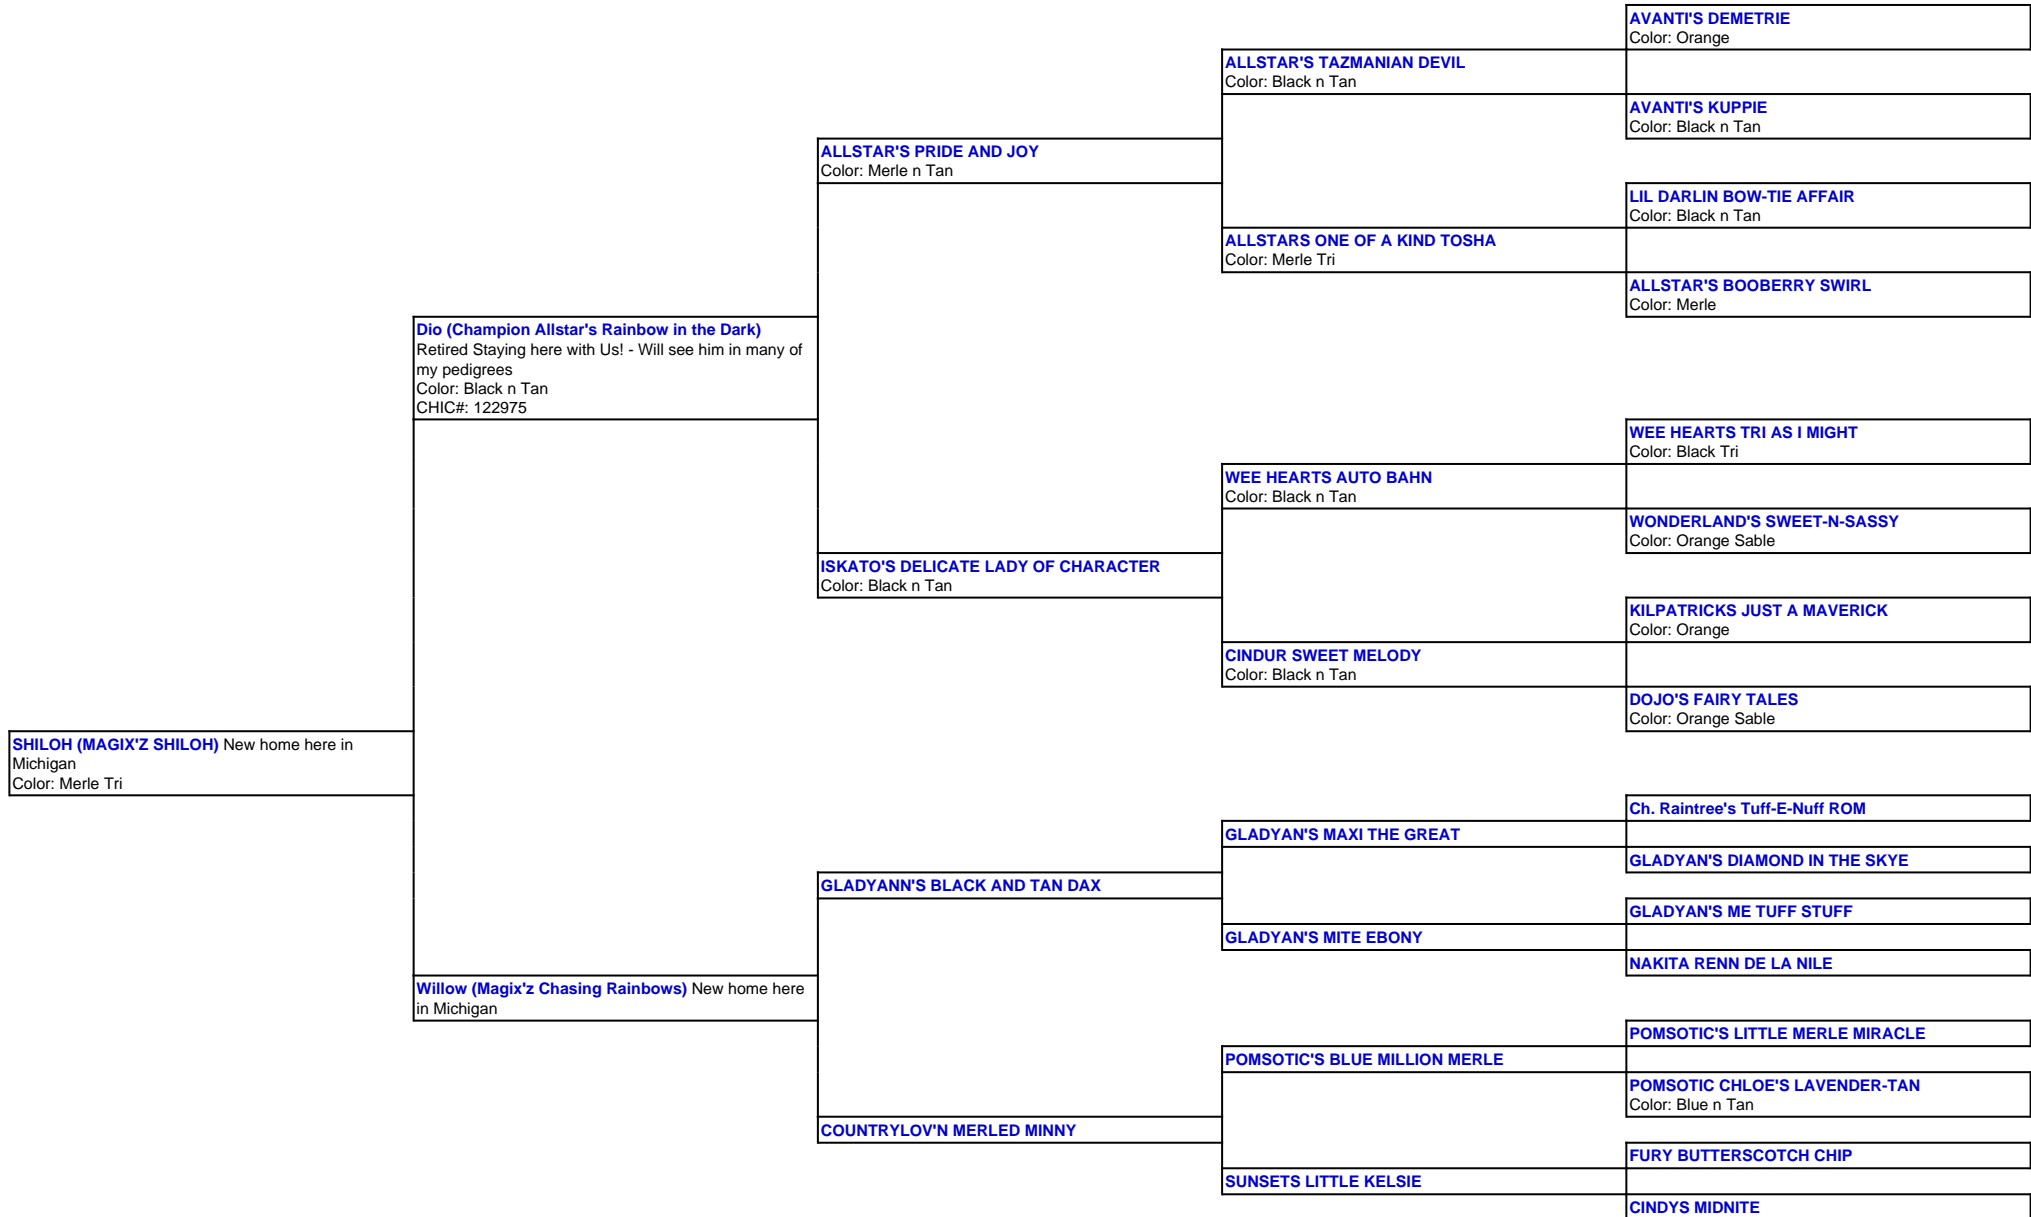 AVANTI'S DEMETRIE
Color: Orange
ALLSTAR'S TAZMANIAN DEVIL
Color: Black n Tan
AVANTI'S KUPPIE
Color: Black n Tan
ALLSTAR'S PRIDE AND JOY
Color: Merle n Tan
LIL DARLIN BOW-TIE AFFAIR
Color: Black n Tan
ALLSTARS ONE OF A KIND TOSHA
Color: Merle Tri
ALLSTAR'S BOOBERRY SWIRL
Color: Merle
Dio (Champion Allstar's Rainbow in the Dark)
Retired Staying here with Us! - Will see him in many of
my pedigrees
Color: Black n Tan
CHIC#: 122975
WEE HEARTS TRI AS I MIGHT
Color: Black Tri
WEE HEARTS AUTO BAHN
Color: Black n Tan
WONDERLAND'S SWEET-N-SASSY
Color: Orange Sable
ISKATO'S DELICATE LADY OF CHARACTER
Color: Black n Tan
KILPATRICKS JUST A MAVERICK
Color: Orange
CINDUR SWEET MELODY
Color: Black n Tan
DOJO'S FAIRY TALES
Color: Orange Sable
SHILOH (MAGIX'Z SHILOH) New home here in
Michigan
Color: Merle Tri
Ch. Raintree's Tuff-E-Nuff ROM
GLADYAN'S MAXI THE GREAT
GLADYAN'S DIAMOND IN THE SKYE
GLADYANN'S BLACK AND TAN DAX
GLADYAN'S ME TUFF STUFF
GLADYAN'S MITE EBONY
NAKITA RENN DE LA NILE
Willow (Magix'z Chasing Rainbows) New home here
in Michigan
POMSOTIC'S LITTLE MERLE MIRACLE
POMSOTIC'S BLUE MILLION MERLE
POMSOTIC CHLOE'S LAVENDER-TAN
Color: Blue n Tan
COUNTRYLOV'N MERLED MINNY
FURY BUTTERSCOTCH CHIP
SUNSETS LITTLE KELSIE
CINDYS MIDNITE